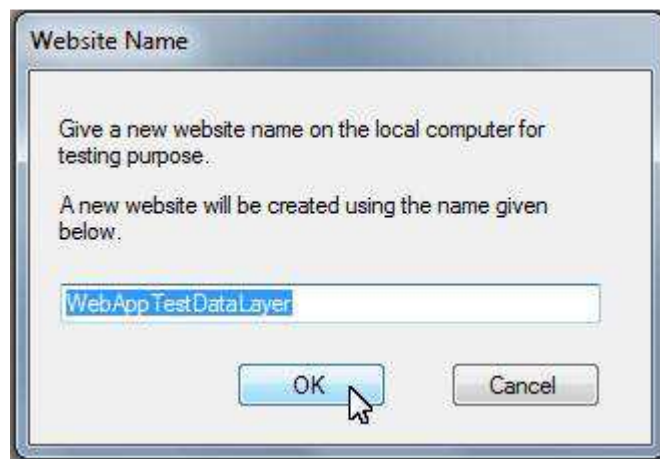 Website Name
Give a new website name on the local computer for
testing purpose.
A new website will be created using the name given
below.
WebAppTestDataLayer
OK
Cancel